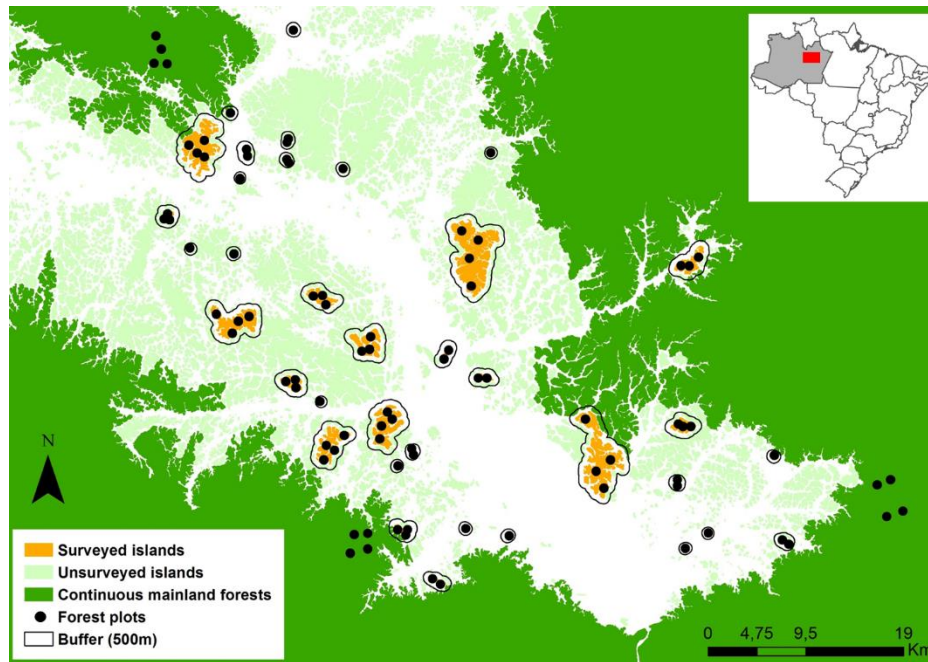 N
Surveyed islands
Unsurveyed islands
Continuous mainland forests
Forest plots
Buffer (500m)
0 4,75 9,5 19
Km